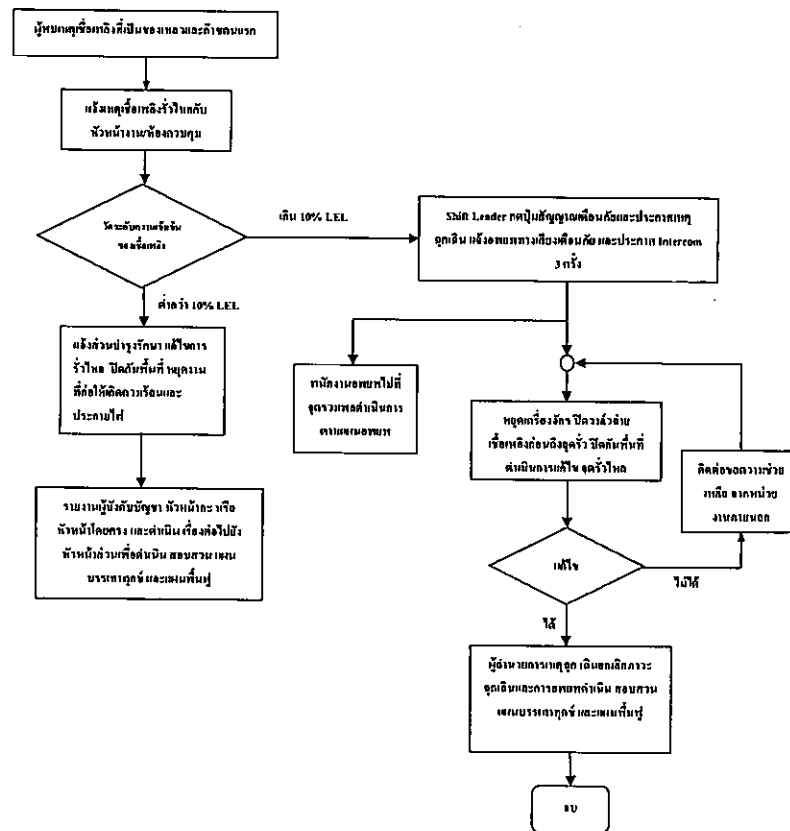 ผู้พบเหตุเชื้อเพลิงที่เป็นของเหลวและก๊าซคนแรก
แจ้งเหตุเชื้อเพลิงรั่วไหลกับ
หัวหน้างาน/ห้องควบคุม
วัดระดับความเข้มข้น
ของเชื้อเพลิง
เกิน 10% LEL
Shift Leader กดปุ่มสัญญาณเตือนภัยและประกาศเหตุ
ฉุกเฉิน แจ้งอพยพทางเสียงเตือนภัย และประกาศ Intercom
3 ครั้ง
ต่ำกว่า 10% LEL
แจ้งส่วนบำรุงรักษา แก้ไขการ
รั่วไหล ปิดกั้นพื้นที่ หยุดงาน
ที่ก่อให้เกิดความร้อนและ
ประกายไฟ
พนักงานอพยพไปที่
จุดรวมพลดำเนินการ
ตามแผนอพยพ
หยุดเครื่องจักร ปิดวาล์วจ่าย
เชื้อเพลิงก่อนถึงจุดรั่ว ปิดกั้นพื้นที่
ดำเนินการแก้ไข จุดรั่วไหล
ติดต่อขอความช่วย
เหลือ จากหน่วย
งานภายนอก
รายงานผู้บังคับบัญชา หัวหน้ากะ หรือ
หัวหน้าโดยตรง และดำเนิน เรื่องต่อไปยัง
หัวหน้าส่วนเพื่อดำเนิน สอบสวน แผน
บรรเทาทุกข์ และแผนฟื้นฟู
แก้ไข
ไม่ได้
ได้
ผู้อำนวยการเหตุฉุกเฉินยกเลิกภาวะ
ฉุกเฉินและการอพยพดำเนิน สอบสวน
แผนบรรเทาทุกข์ และแผนฟื้นฟู
จบ